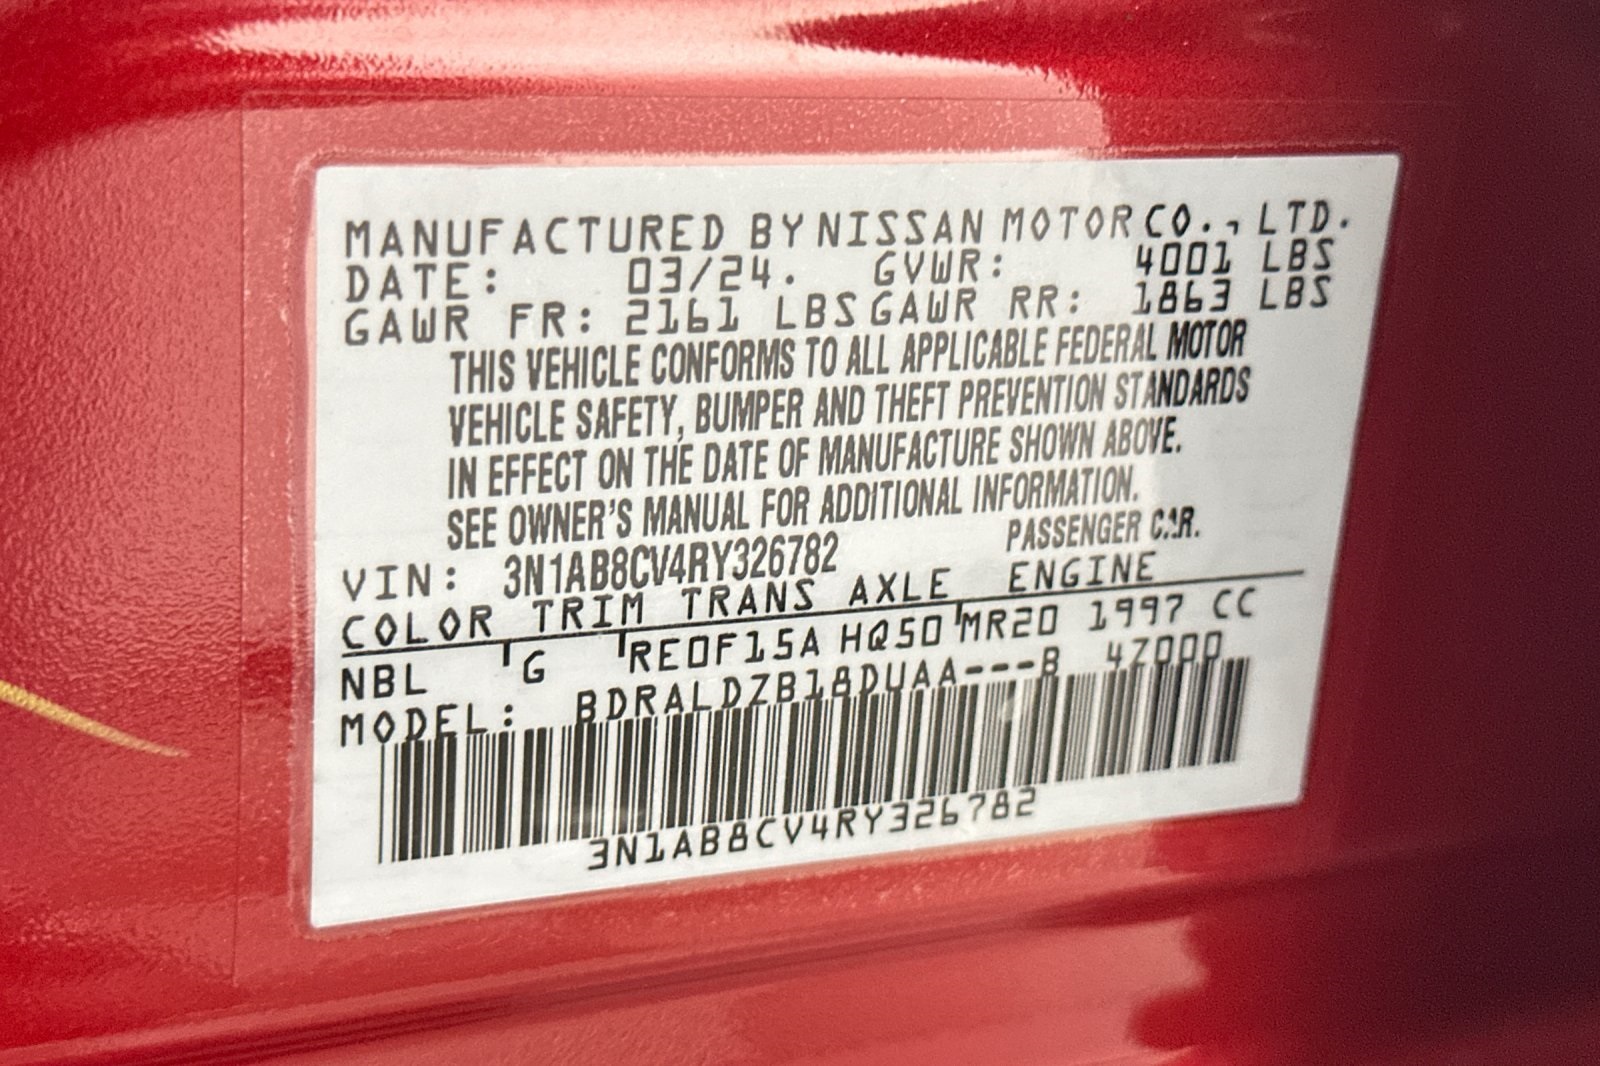 MANUFACTURED BY NISSAN MOTOR CO., LTD.
DATE: 03/24. GVWR: 4001 LBS
GAWR FR: 2161 LBS GAWR RR: 1863 LBS
THIS VEHICLE CONFORMS TO ALL APPLICABLE FEDERAL MOTOR
VEHICLE SAFETY, BUMPER AND THEFT PREVENTION STANDARDS
IN EFFECT ON THE DATE OF MANUFACTURE SHOWN ABOVE.
SEE OWNER'S MANUAL FOR ADDITIONAL INFORMATION.
VIN: 3N1AB8CV4RY326782 PASSENGER CAR.
COLOR TRIM TRANS AXLE ENGINE
NBL G RE0F15A HQ50 MR20 1997 CC
MODEL: BDRALDZB18DUAA---B 47000
3N1AB8CV4RY326782